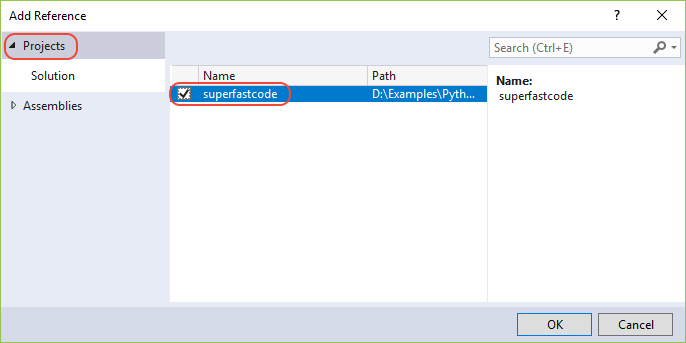 Add Reference
?
Projects
Search (Ctrl+E)
Solution
Name Path
Name:
superfastcode D:\Examples\Pyth...
superfastcode
Assemblies
OK Cancel